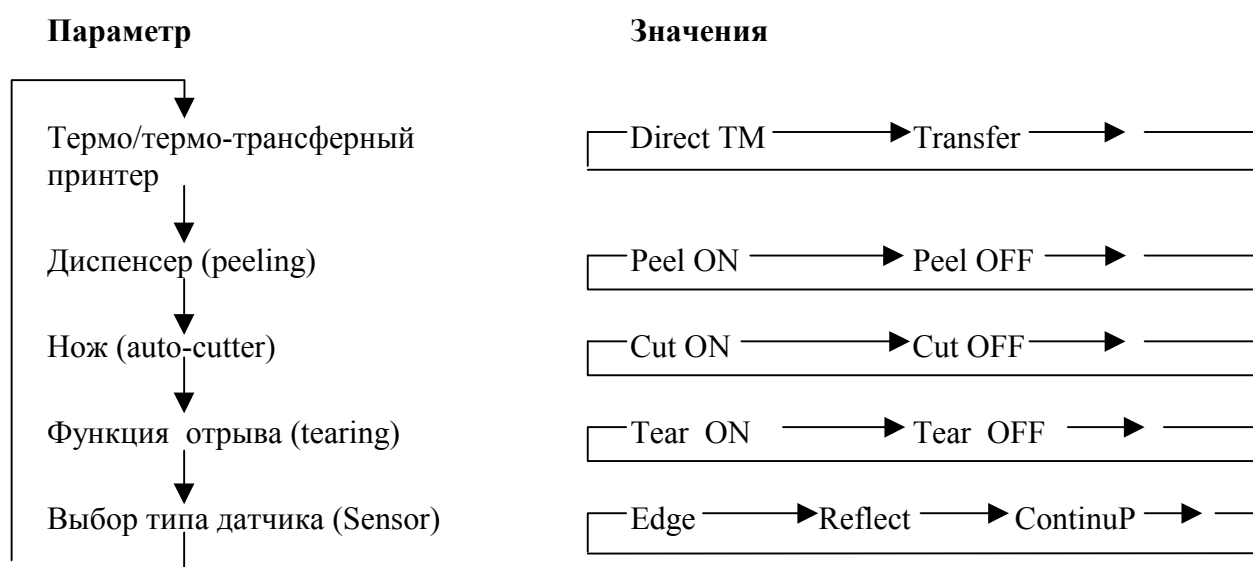 Параметр Значения
Термо/термо-трансферный Direct TM Transfer
принтер
Диспенсер (peeling) Peel ON Peel OFF
Нож (auto-cutter) Cut ON Cut OFF
Функция отрыва (tearing) Tear ON Tear OFF
Выбор типа датчика (Sensor) Edge Reflect ContinuP